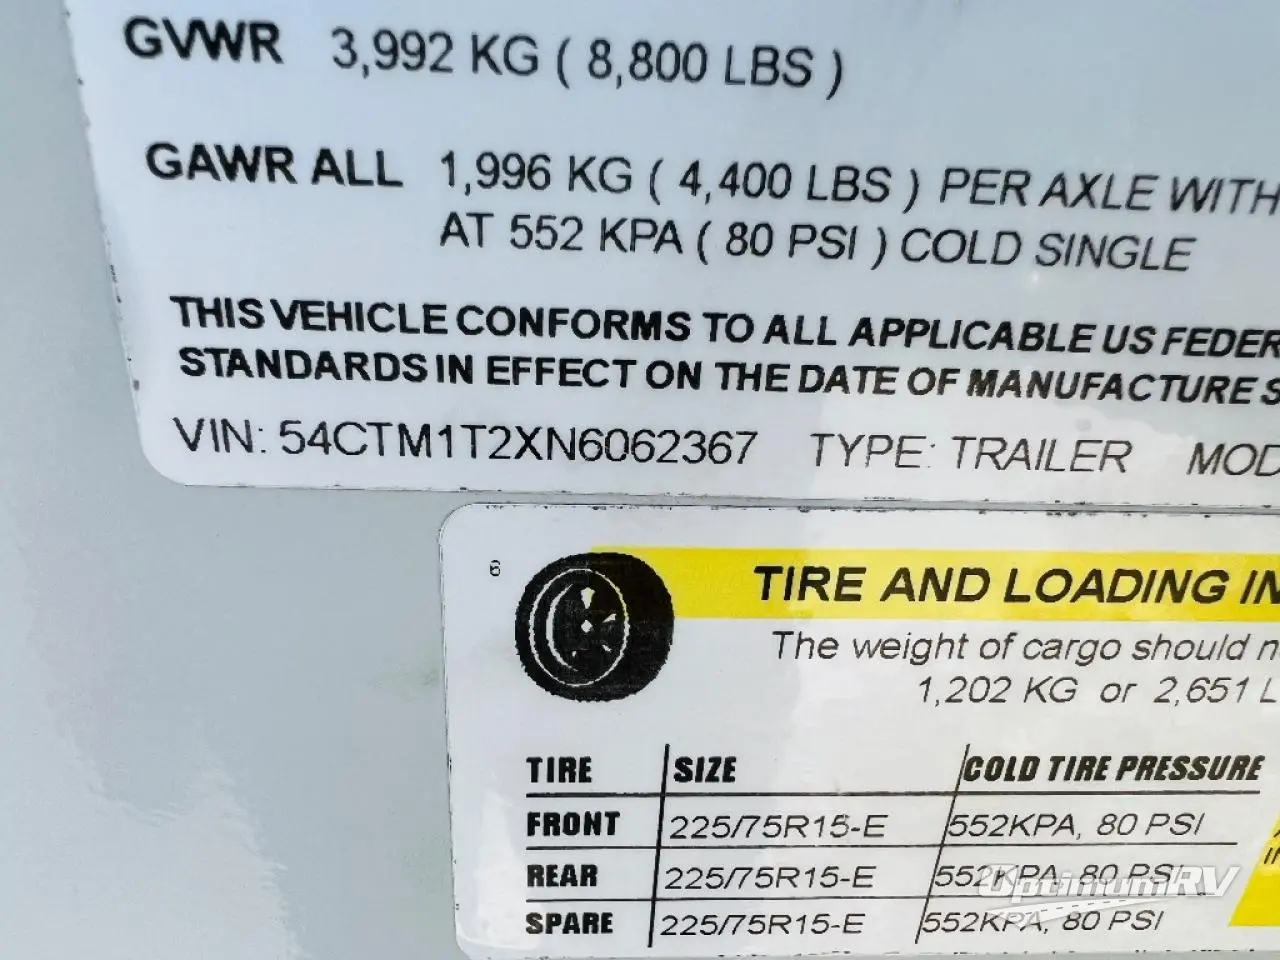 GVWR 3,992 KG ( 8,800 LBS )
GAWR ALL 1,996 KG ( 4,400 LBS ) PER AXLE WITH
AT 552 KPA ( 80 PSI ) COLD SINGLE
THIS VEHICLE CONFORMS TO ALL APPLICABLE US FEDER
STANDARDS IN EFFECT ON THE DATE OF MANUFACTURE S
VIN: 54CTM1T2XN6062367 TYPE: TRAILER MOD
6
TIRE AND LOADING IN
The weight of cargo should n
1,202 KG or 2,651 L
TIRE SIZE COLD TIRE PRESSURE
FRONT 225/75R15-E 552KPA, 80 PSI
REAR 225/75R15-E 552KPA, 80 PSI
SPARE 225/75R15-E 552KPA, 80 PSI
OptimumRV